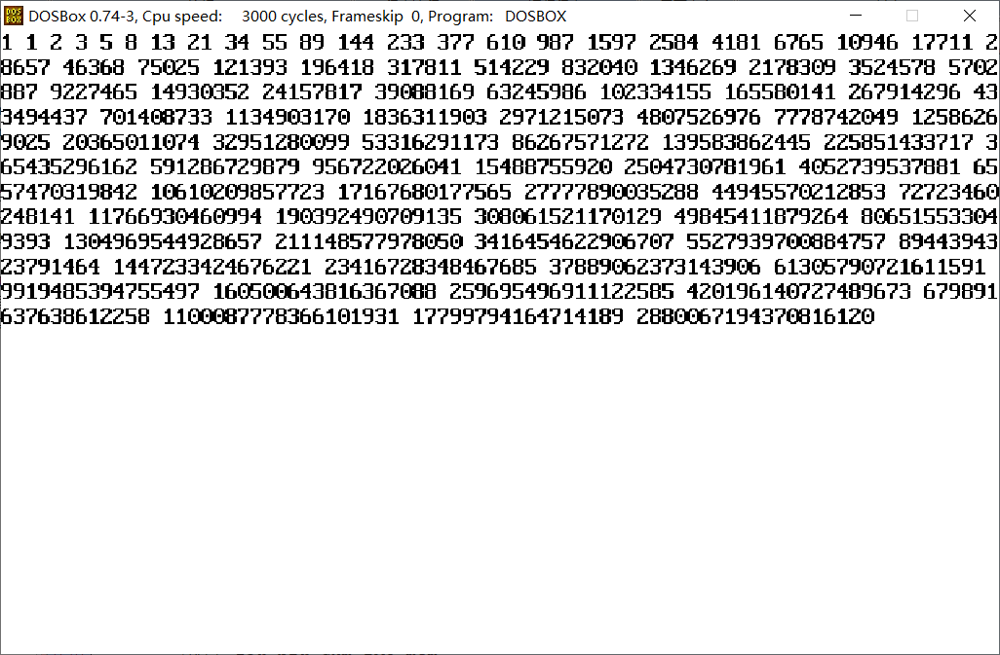 DOSBox 0.74-3, Cpu speed: 3000 cycles, Frameskip 0, Program: DOSBOX
1 1 2 3 5 8 13 21 34 55 89 144 233 377 610 987 1597 2584 4181 6765 10946 17711 2
8657 46368 75025 121393 196418 317811 514229 832040 1346269 2178309 3524578 5702
887 9227465 14930352 24157817 39088169 63245986 102334155 165580141 267914296 43
3494437 701408733 1134903170 1836311903 2971215073 4807526976 7778742049 1258626
9025 20365011074 32951280099 53316291173 86267571272 139583862445 225851433717 3
65435296162 591286729879 956722026041 15488755920 2504730781961 4052739537881 65
57470319842 10610209857723 17167680177565 27777890035288 44945570212853 72723460
248141 11766930460994 190392490709135 308061521170129 49845411879264 80651553304
9393 1304969544928657 211148577978050 3416454622906707 5527939700884757 89443943
23791464 1447233424676221 23416728348467685 37889062373143906 61305790721611591
9919485394755497 160500643816367088 259695496911122585 420196140727489673 679891
637638612258 1100087778366101931 17799794164714189 2880067194370816120